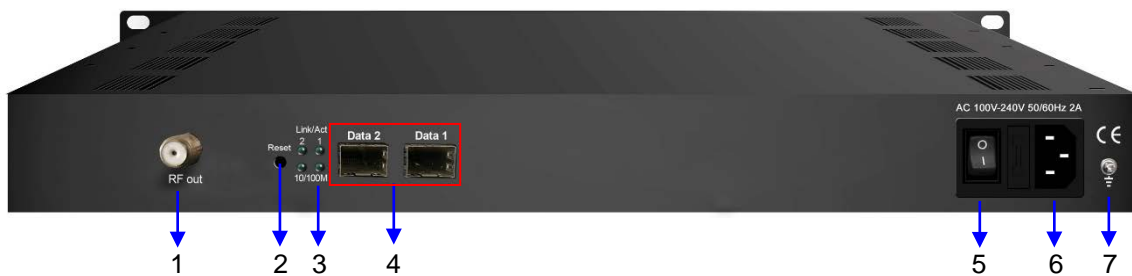 AC 100V-240V 50/60Hz 2A
Link/Act
2 1
Data 2 Data 1
Reset
10/100M
RF out
O
I
CE
1 2 3 4 5 6 7